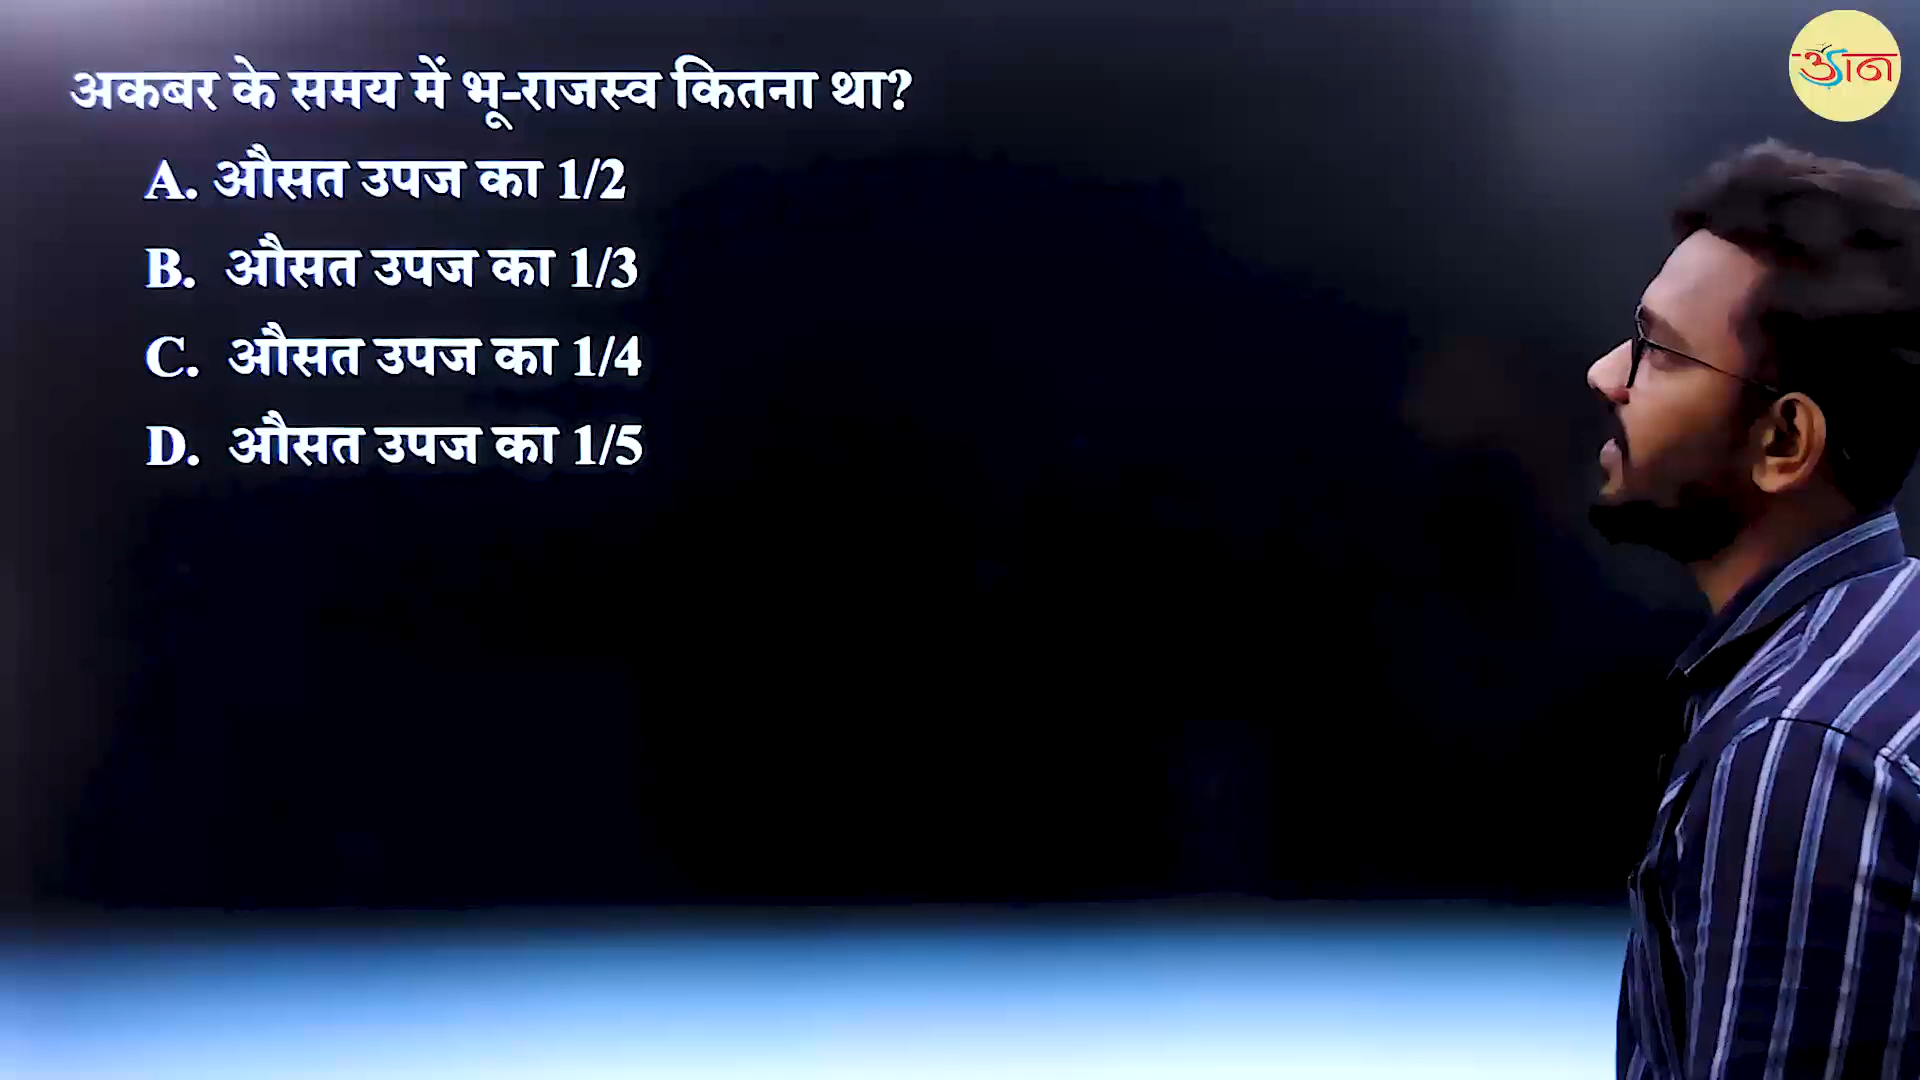 उड़ान
अकबर के समय में भू-राजस्व कितना था?
A. औसत उपज का 1/2
B. औसत उपज का 1/3
C. औसत उपज का 1/4
D. औसत उपज का 1/5